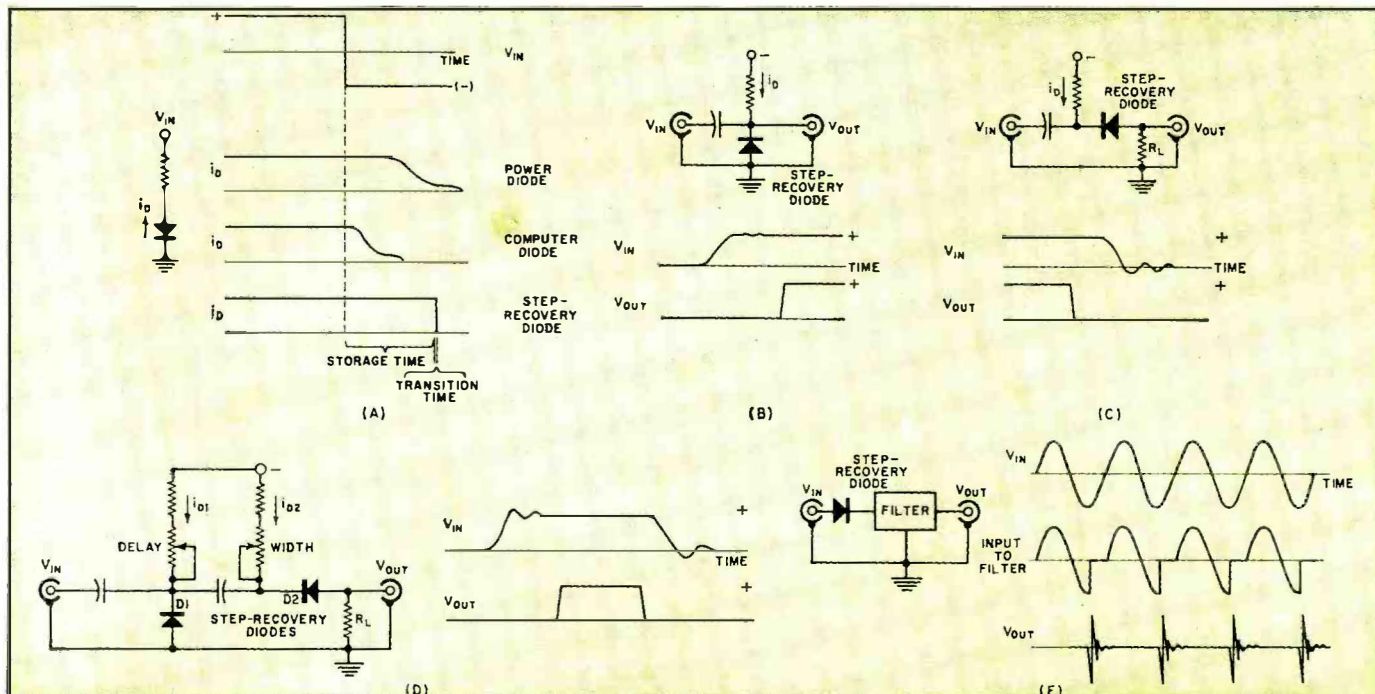 +
TIME
V_IN
(-)
V_IN
i_D
i_D
POWER
DIODE
i_D
COMPUTER
DIODE
i_D
STEP-
RECOVERY
DIODE
STORAGE TIME
TRANSITION
TIME
(A)
-
i_D
V_IN
V_OUT
STEP-
RECOVERY
DIODE
V_IN
+
TIME
V_OUT
+
(B)
-
STEP-
RECOVERY
DIODE
i_D
V_IN
V_OUT
R_L
V_IN
+
TIME
V_OUT
+
(C)
-
i_D1
i_D2
DELAY
WIDTH
V_IN
V_OUT
D1
D2
STEP-RECOVERY
DIODES
R_L
V_IN
+
TIME
V_OUT
+
(D)
STEP-
RECOVERY
DIODE
V_IN
V_OUT
FILTER
V_IN
TIME
INPUT
TO
FILTER
V_OUT